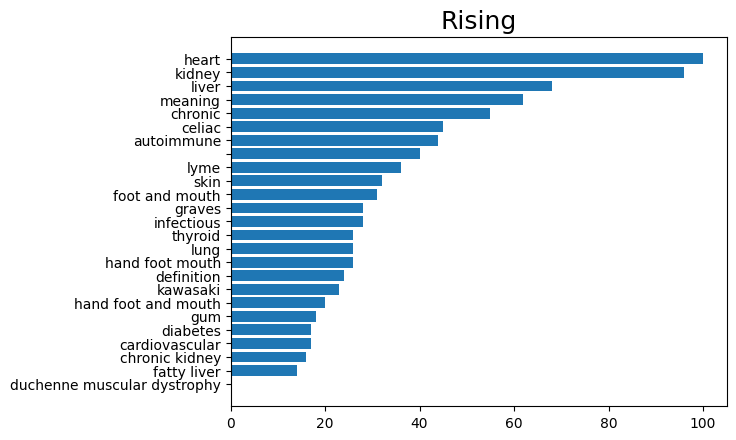 Rising
heart
kidney
liver
meaning
chronic
celiac
autoimmune
lyme
skin
foot and mouth
graves
infectious
thyroid
lung
hand foot mouth
definition
kawasaki
hand foot and mouth
gum
diabetes
cardiovascular
chronic kidney
fatty liver
duchenne muscular dystrophy
0 20 40 60 80 100